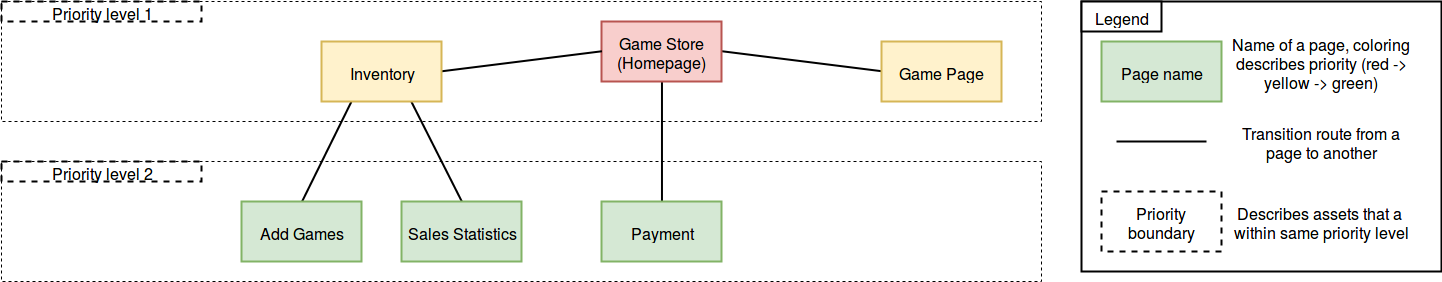 Priority level 1
Game Store
(Homepage)
Inventory
Game Page
Priority level 2
Add Games
Sales Statistics
Payment
Legend
Page name
Name of a page, coloring
describes priority (red ->
yellow -> green)
Transition route from a
page to another
Priority
boundary
Describes assets that a
within same priority level